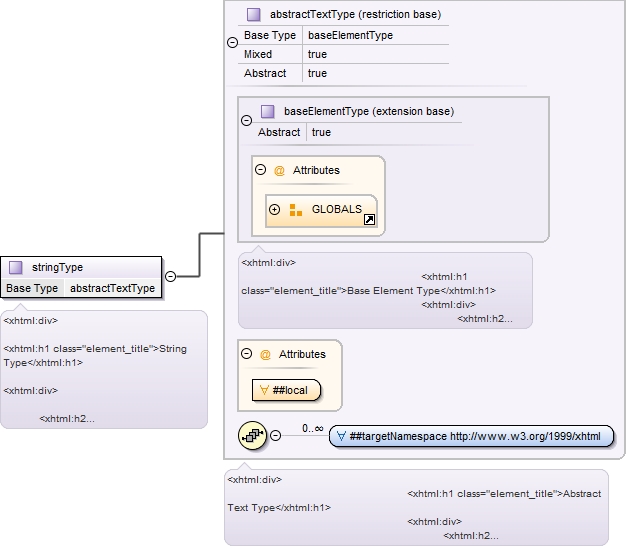 abstractTextType (restriction base)
Base Type baseElementType
Mixed true
Abstract true
baseElementType (extension base)
Abstract true
@ Attributes
GLOBALS
<xhtml:div>
<xhtml:h1
class="element_title">Base Element Type</xhtml:h1>
<xhtml:div>
<xhtml:h2...
stringType
Base Type abstractTextType
<xhtml:div>
<xhtml:h1 class="element_title">String
Type</xhtml:h1>
<xhtml:div>
<xhtml:h2...
@ Attributes
∀ ##local
0..∞
∀ ##targetNamespace http://www.w3.org/1999/xhtml
<xhtml:div>
<xhtml:h1 class="element_title">Abstract
Text Type</xhtml:h1>
<xhtml:div>
<xhtml:h2...